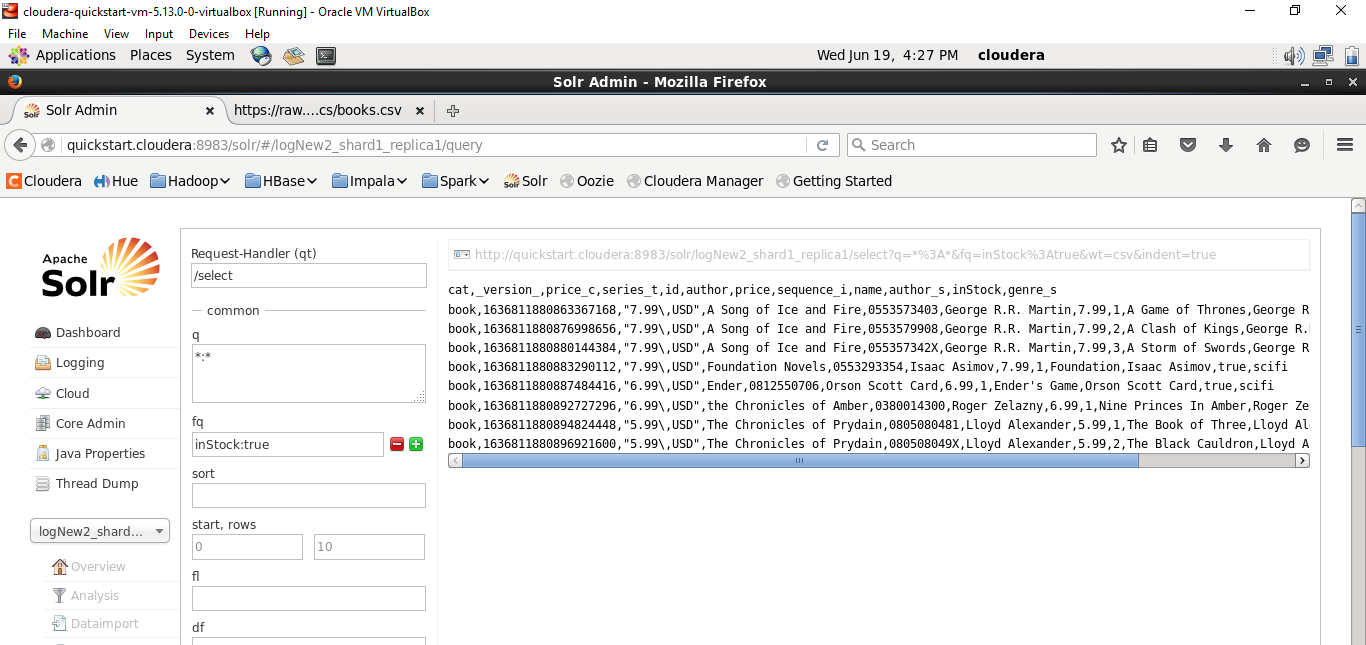 cloudera-quickstart-vm-5.13.0-0-virtualbox [Running] - Oracle VM VirtualBox
File Machine View Input Devices Help
Applications Places System Wed Jun 19, 4:27 PM cloudera
Solr Admin - Mozilla Firefox
Solr Admin https://raw....cs/books.csv
quickstart.cloudera:8983/solr/#/logNew2_shard1_replica1/query Search
Cloudera Hue Hadoop HBase Impala Spark Solr Oozie Cloudera Manager Getting Started
Apache
Solr
Dashboard
Logging
Cloud
Core Admin
Java Properties
Thread Dump
logNew2_shard...
Overview
Analysis
Dataimport
Request-Handler (qt)
/select
common
q
*:*
fq
inStock:true
sort
start, rows
0 10
fl
df
http://quickstart.cloudera:8983/solr/logNew2_shard1_replica1/select?q=*%3A*&fq=inStock%3Atrue&wt=csv&indent=true
cat,_version_,price_c,series_t,id,author,price,sequence_i,name,author_s,inStock,genre_s
book,1636811880863367168,"7.99\,USD",A Song of Ice and Fire,0553573403,George R.R. Martin,7.99,1,A Game of Thrones,George R
book,1636811880876998656,"7.99\,USD",A Song of Ice and Fire,0553579908,George R.R. Martin,7.99,2,A Clash of Kings,George R.
book,1636811880880144384,"7.99\,USD",A Song of Ice and Fire,055357342X,George R.R. Martin,7.99,3,A Storm of Swords,George R
book,1636811880883290112,"7.99\,USD",Foundation Novels,0553293354,Isaac Asimov,7.99,1,Foundation,Isaac Asimov,true,scifi
book,1636811880887484416,"6.99\,USD",Ender,0812550706,Orson Scott Card,6.99,1,Ender's Game,Orson Scott Card,true,scifi
book,1636811880892727296,"6.99\,USD",the Chronicles of Amber,0380014300,Roger Zelazny,6.99,1,Nine Princes In Amber,Roger Ze
book,1636811880894824448,"5.99\,USD",The Chronicles of Prydain,0805080481,Lloyd Alexander,5.99,1,The Book of Three,Lloyd Al
book,1636811880896921600,"5.99\,USD",The Chronicles of Prydain,080508049X,Lloyd Alexander,5.99,2,The Black Cauldron,Lloyd A